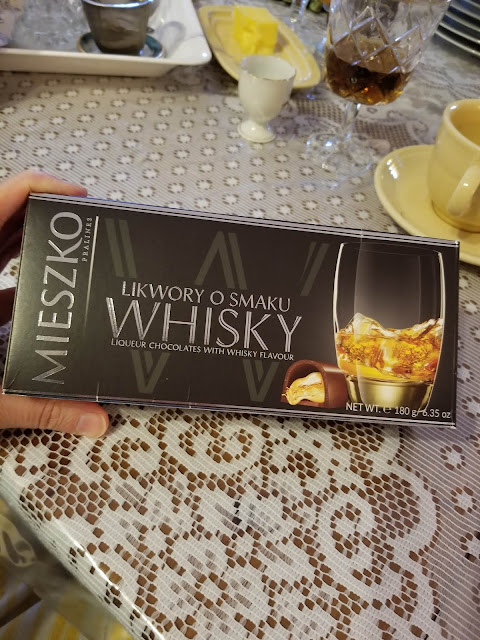 MIESZKO
PRALINES
LIKWORY O SMAKU
WHISKY
LIQUEUR CHOCOLATES WITH WHISKY FLAVOUR
NET WT. ℮ 180 g/6.35 oz